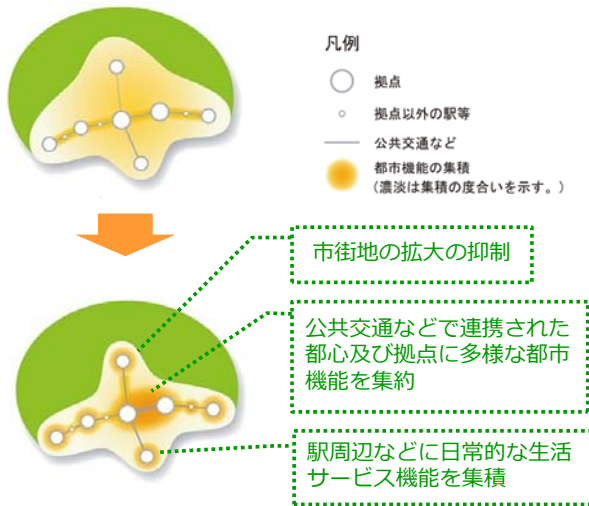 凡例
拠点
拠点以外の駅等
公共交通など
都市機能の集積
（濃淡は集積の度合いを示す。）
市街地の拡大の抑制
公共交通などで連携された
都心及び拠点に多様な都市
機能を集約
駅周辺などに日常的な生活
サービス機能を集積